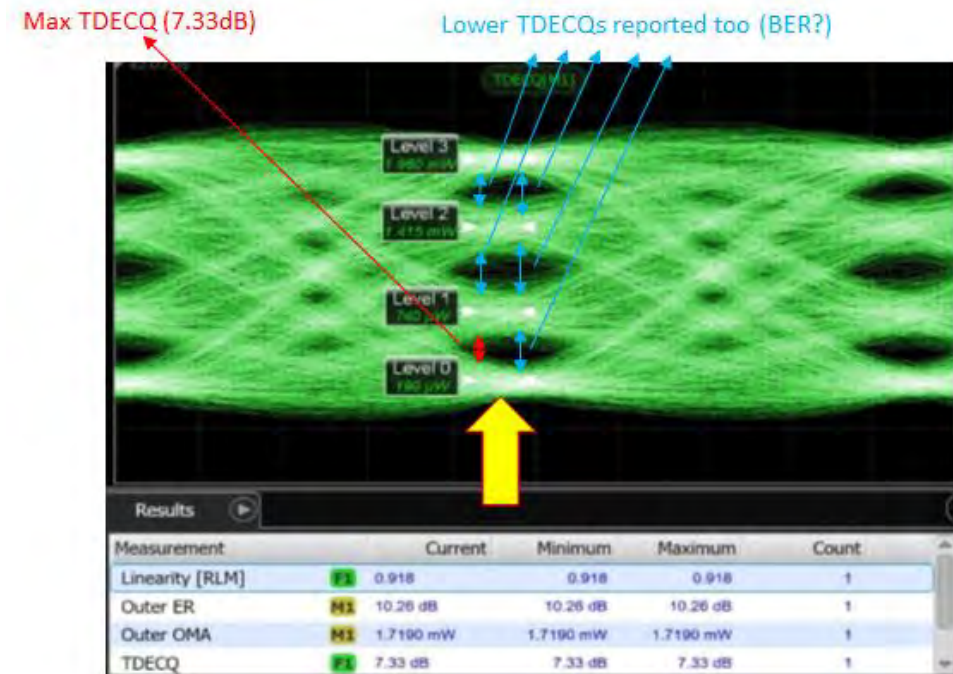 Max TDECQ (7.33dB)
Lower TDECQs reported too (BER?)
Level 3
Level 2
1.415 mW
Level 1
Level 0
Results
Measurement Current Minimum Maximum Count
Linearity [RLM] F1 0.918 0.918 0.918 1
Outer ER M1 10.26 dB 10.26 dB 10.26 dB 1
Outer OMA M1 1.7190 mW 1.7190 mW 1.7190 mW 1
TDECQ F1 7.33 dB 7.33 dB 7.33 dB 1